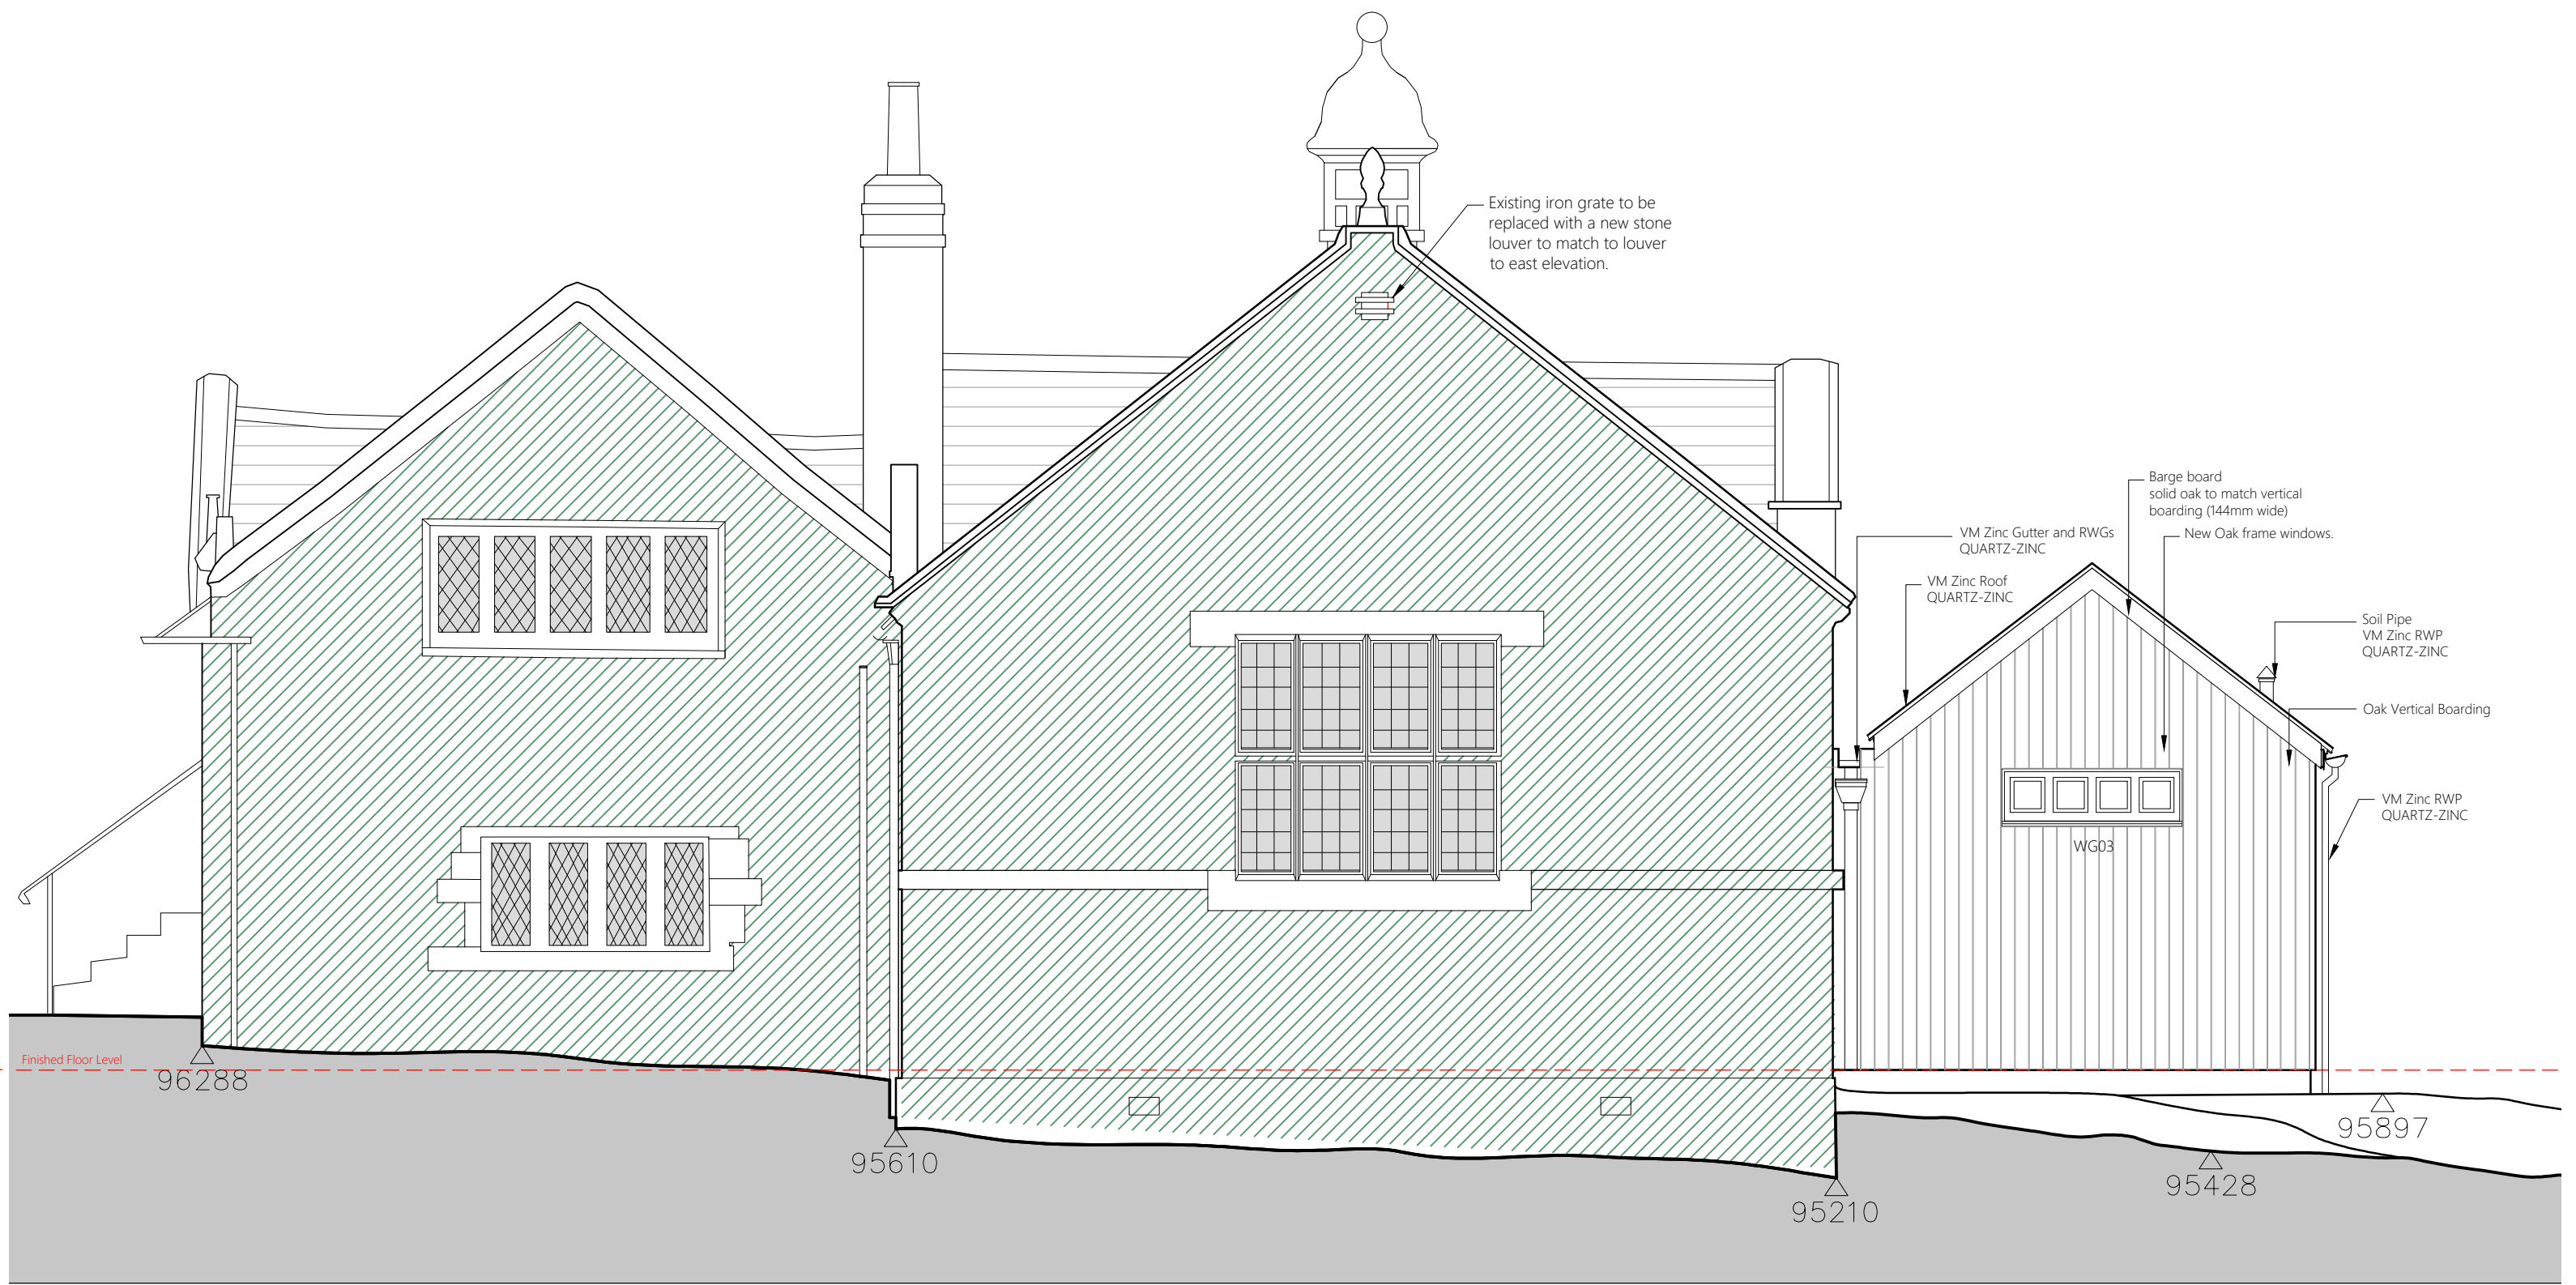 Existing iron grate to be
replaced with a new stone
louver to match to louver
to east elevation.
Barge board
solid oak to match vertical
boarding (144mm wide)
VM Zinc Gutter and RWGs
QUARTZ-ZINC
New Oak frame windows.
VM Zinc Roof
QUARTZ-ZINC
Soil Pipe
VM Zinc RWP
QUARTZ-ZINC
Oak Vertical Boarding
VM Zinc RWP
QUARTZ-ZINC
WG03
Finished Floor Level
96288
95610
95210
95428
95897